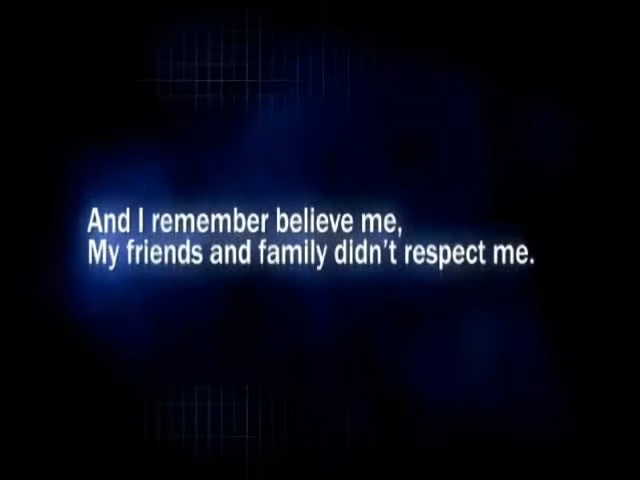 And I remember believe me,
My friends and family didn't respect me.